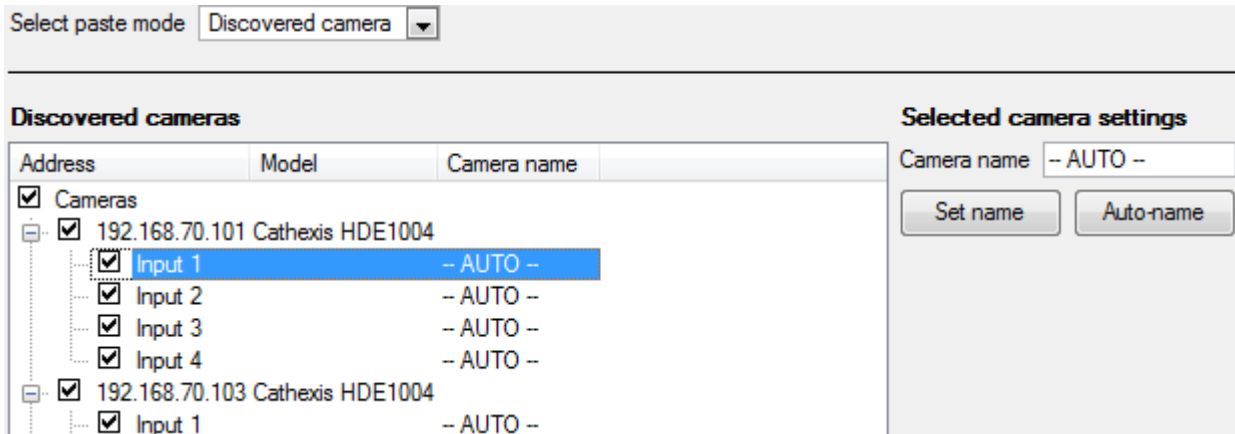 Select paste mode Discovered camera
Discovered cameras
Address Model Camera name
Cameras
192.168.70.101 Cathexis HDE1004
Input 1 -- AUTO --
Input 2 -- AUTO --
Input 3 -- AUTO --
Input 4 -- AUTO --
192.168.70.103 Cathexis HDE1004
Input 1 -- AUTO --
Selected camera settings
Camera name -- AUTO --
Set name Auto-name